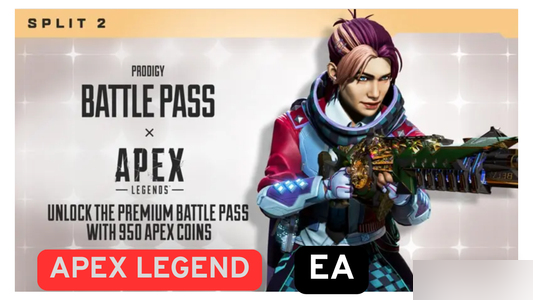 SPLIT 2
PRODIGY
BATTLE PASS
×
APEX
LEGENDS
UNLOCK THE PREMIUM BATTLE PASS
WITH 950 APEX COINS
APEX LEGEND
EA